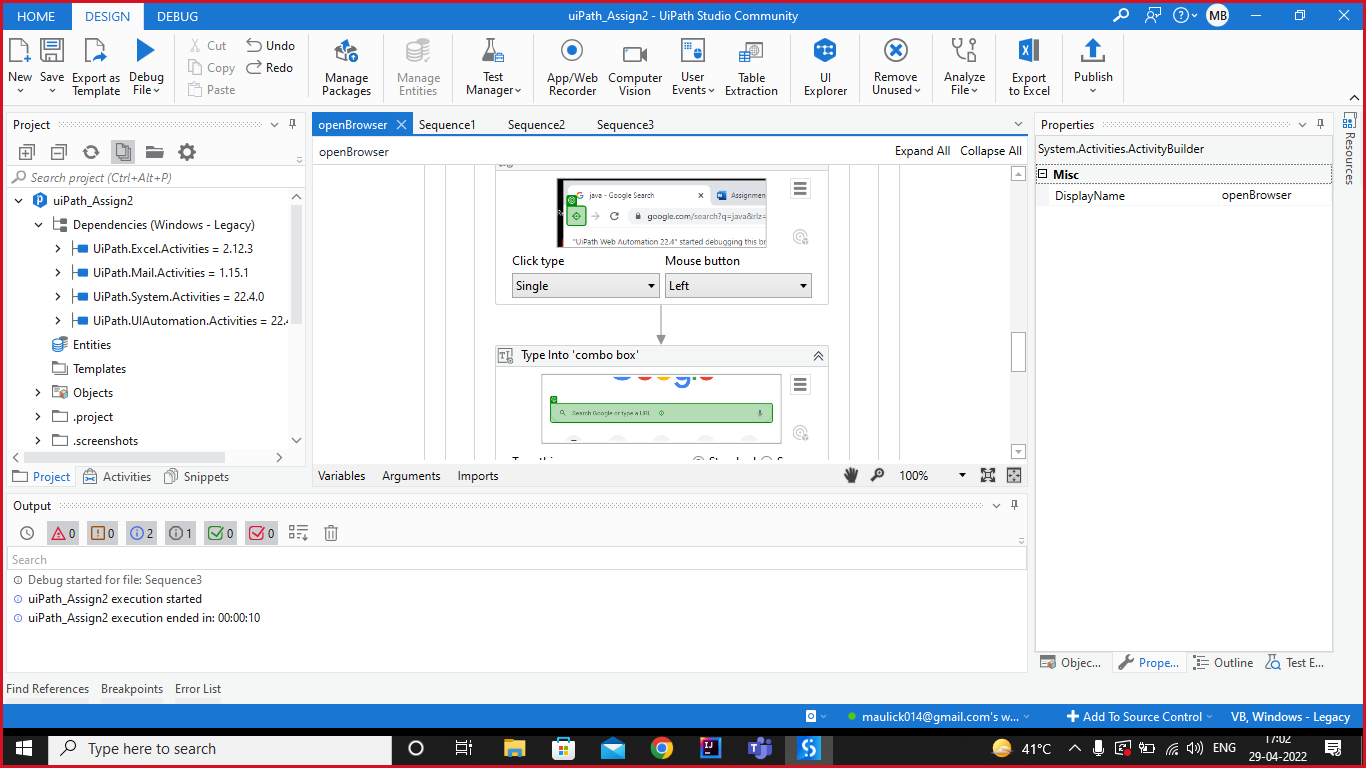 HOME DESIGN DEBUG uiPath_Assign2 - UiPath Studio Community MB
New Save Export as Template Debug File Cut Copy Paste Undo Redo Manage Packages Manage Entities Test Manager App/Web Recorder Computer Vision User Events Table Extraction UI Explorer Remove Unused Analyze File Export to Excel Publish
Project
Search project (Ctrl+Alt+P)
uiPath_Assign2
Dependencies (Windows - Legacy)
UiPath.Excel.Activities = 2.12.3
UiPath.Mail.Activities = 1.15.1
UiPath.System.Activities = 22.4.0
UiPath.UIAutomation.Activities = 22.4
Entities
Templates
Objects
.project
.screenshots
Project Activities Snippets
openBrowser Sequence1 Sequence2 Sequence3
openBrowser Expand All Collapse All
java - Google Search Assignmen
google.com/search?q=java&rlz=
"UiPath Web Automation 22.4" started debugging this br
Click type Mouse button
Single Left
Type Into 'combo box'
Google
Search Google or type a URL
Variables Arguments Imports 100%
Properties
System.Activities.ActivityBuilder
Misc
DisplayName openBrowser
Resources
Objec... Prope... Outline Test E...
Output
0 0 2 1 0 0
Search
Debug started for file: Sequence3
uiPath_Assign2 execution started
uiPath_Assign2 execution ended in: 00:00:10
Find References Breakpoints Error List
maulick014@gmail.com's w... Add To Source Control VB, Windows - Legacy
Type here to search 41°C ENG 17:02
29-04-2022